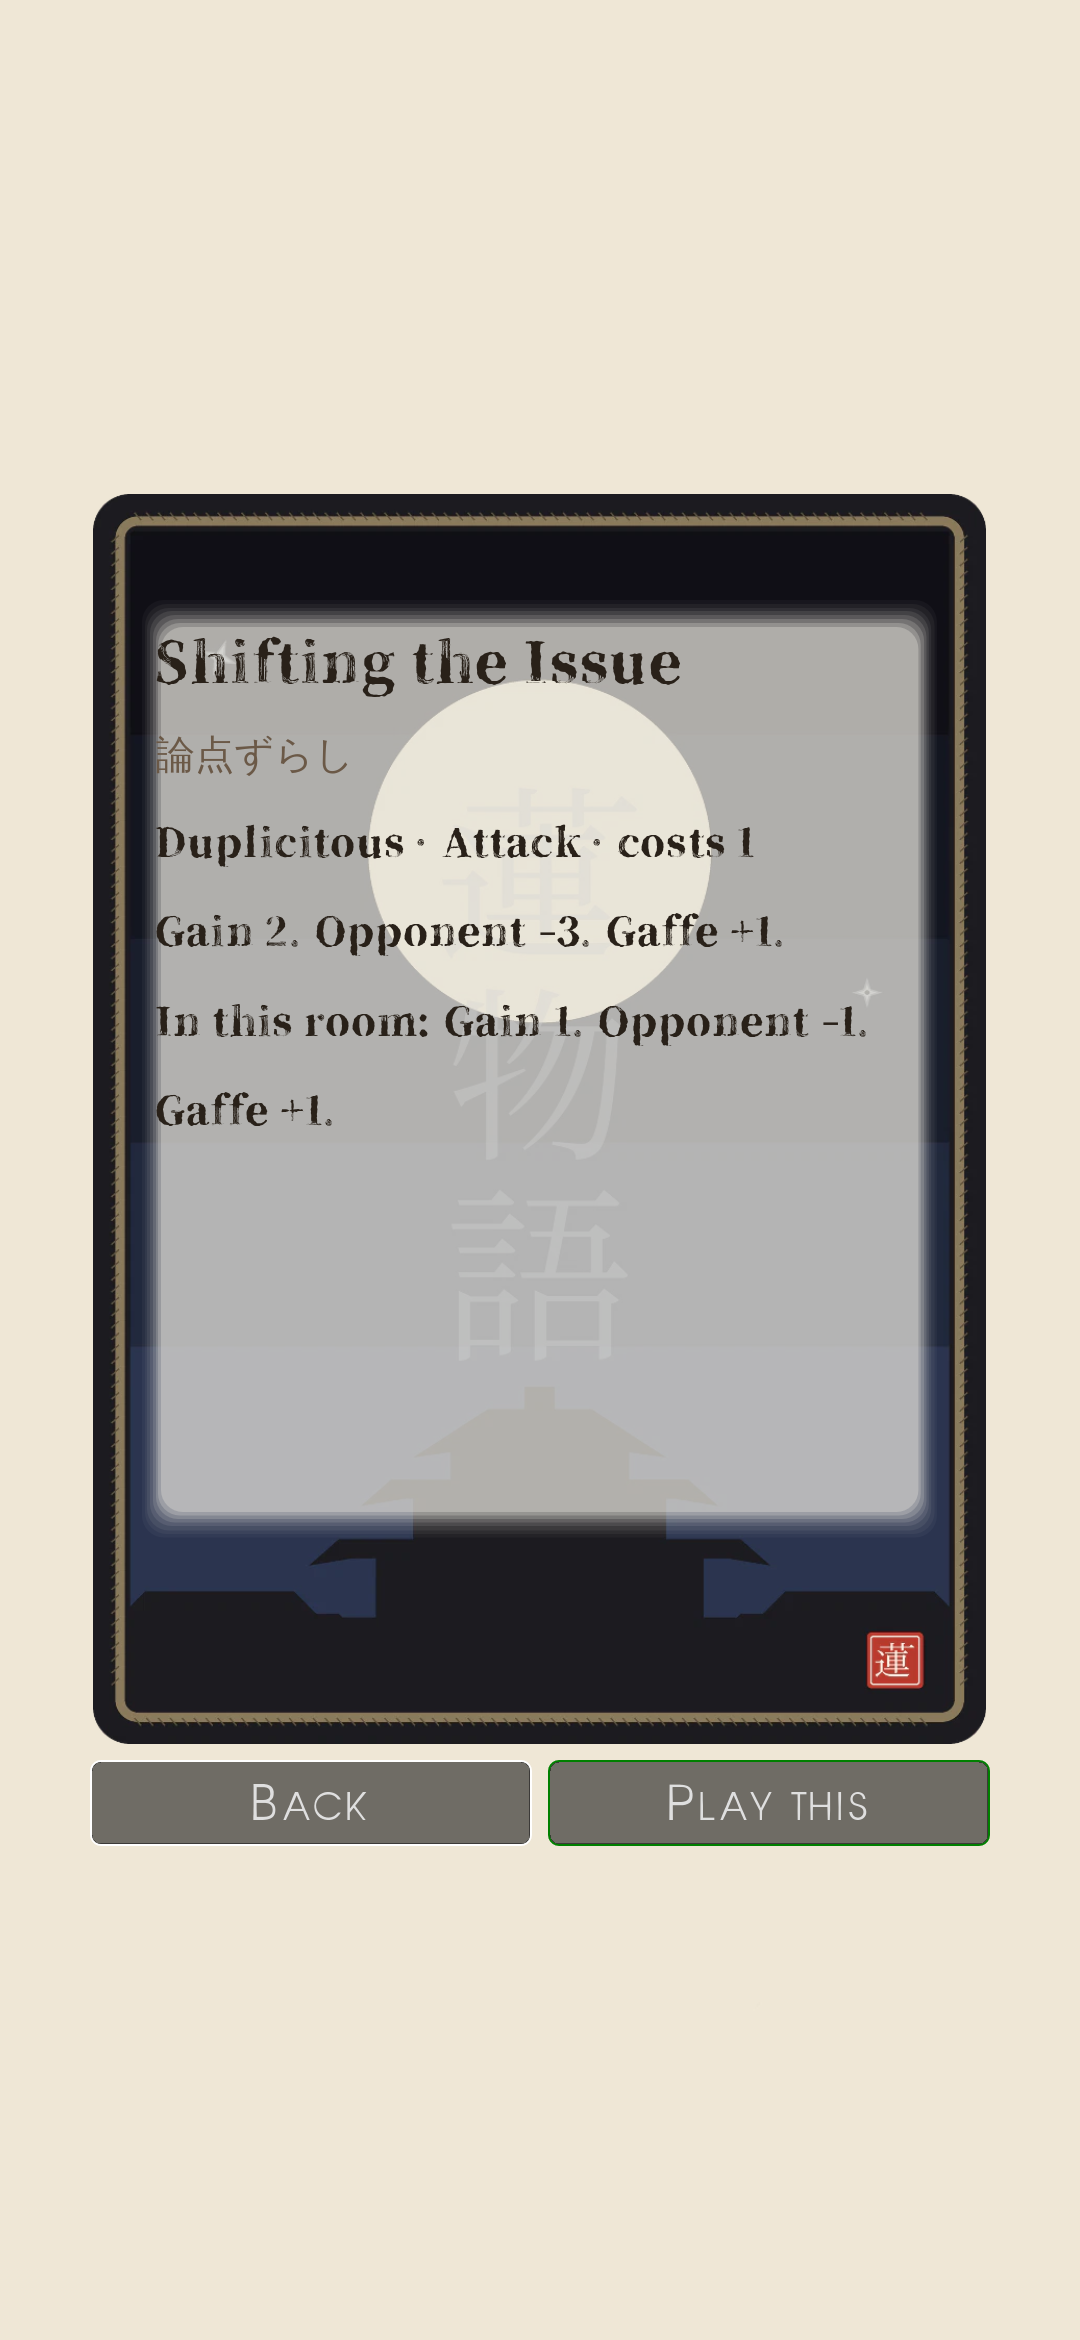 Shifting the Issue
論点ずらし
Duplicitous · Attack · costs 1
Gain 2. Opponent -3. Gaffe +1.
In this room: Gain 1. Opponent -1.
Gaffe +1.
蓮
物
語
蓮
Back
Play this